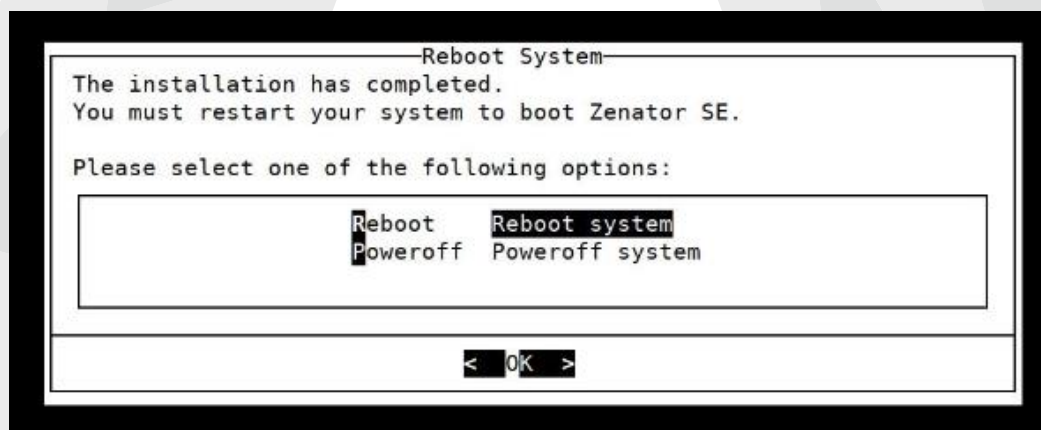 Reboot System
The installation has completed.
You must restart your system to boot Zenator SE.
Please select one of the following options:
Reboot Reboot system
Poweroff Poweroff system
< OK >